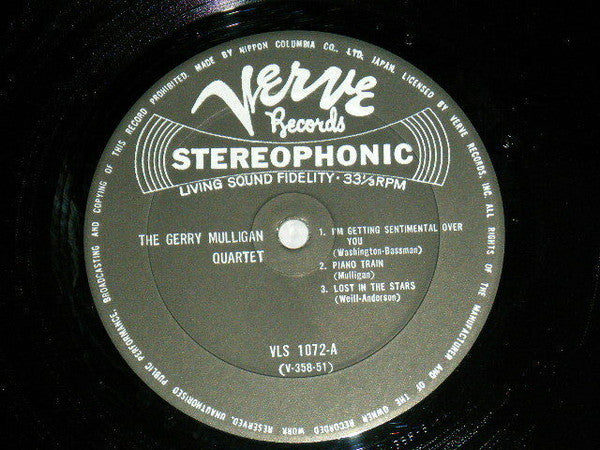 MADE BY NIPPON COLUMBIA CO., LTD, JAPAN. LICENSED BY VERVE RECORDS, INC. ALL RIGHTS OF THE MANUFACTURER AND OF THE OWNER OF THE RECORDED WORK RESERVED. UNAUTHORISED PUBLIC PERFORMANCE, BROADCASTING AND COPYING OF THIS RECORD PROHIBITED.
Verve
Records
STEREOPHONIC
LIVING SOUND FIDELITY · 33⅓ RPM
THE GERRY MULLIGAN
QUARTET
1. I'M GETTING SENTIMENTAL OVER
YOU
(Washington-Bassman)
2. PIANO TRAIN
(Mulligan)
3. LOST IN THE STARS
(Weill-Anderson)
VLS 1072-A
(V-358-51)